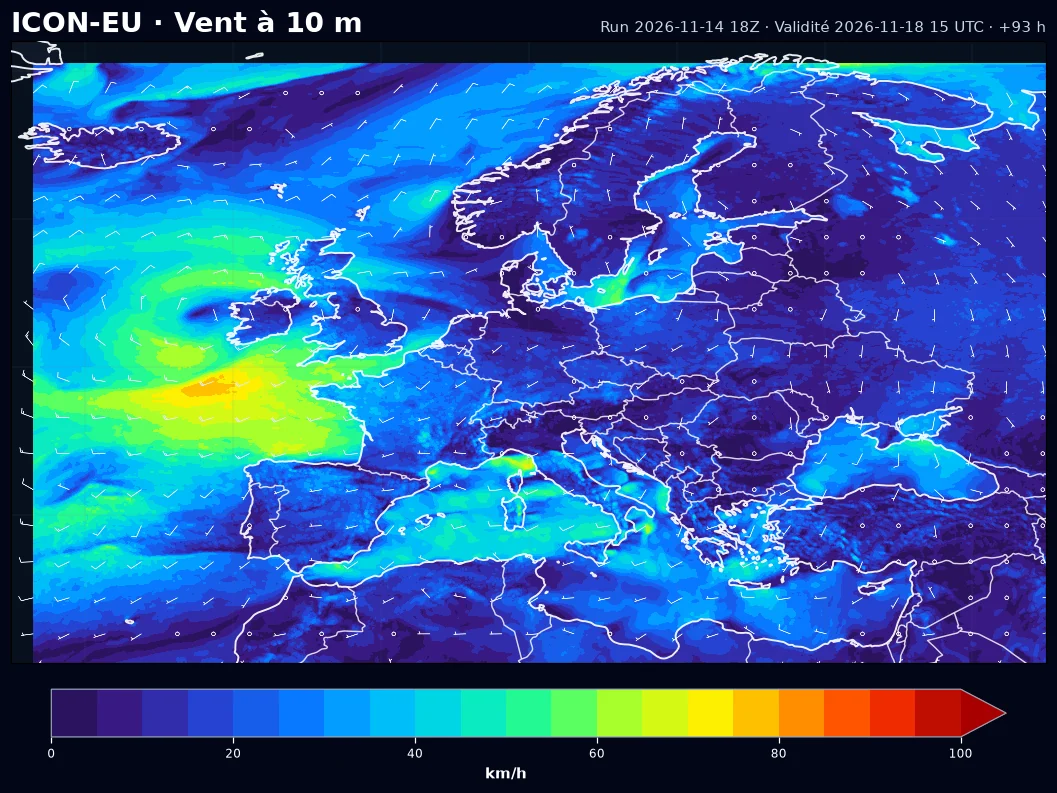 ICON-EU · Vent à 10 m
Run 2026-11-14 18Z · Validité 2026-11-18 15 UTC · +93 h
0 20 40 60 80 100
km/h